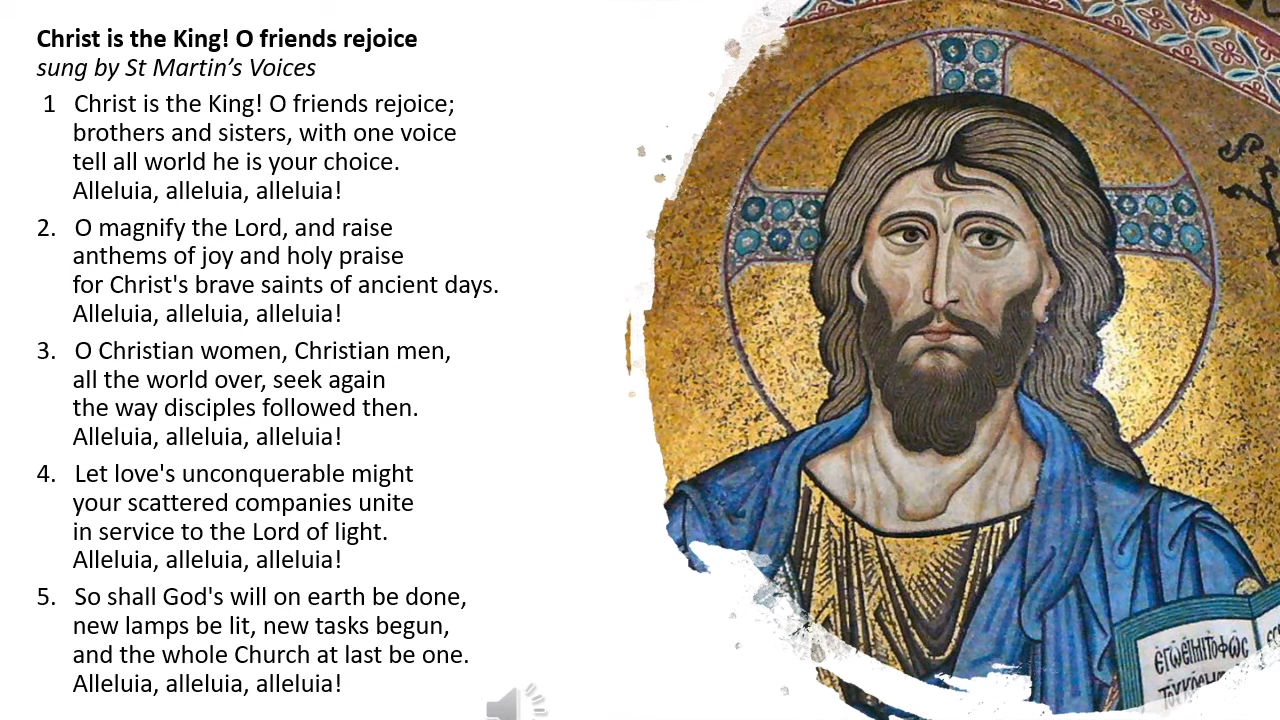 Christ is the King! O friends rejoice
sung by St Martin’s Voices
1 Christ is the King! O friends rejoice;
brothers and sisters, with one voice
tell all world he is your choice.
Alleluia, alleluia, alleluia!
2. O magnify the Lord, and raise
anthems of joy and holy praise
for Christ's brave saints of ancient days.
Alleluia, alleluia, alleluia!
3. O Christian women, Christian men,
all the world over, seek again
the way disciples followed then.
Alleluia, alleluia, alleluia!
4. Let love's unconquerable might
your scattered companies unite
in service to the Lord of light.
Alleluia, alleluia, alleluia!
5. So shall God's will on earth be done,
new lamps be lit, new tasks begun,
and the whole Church at last be one.
Alleluia, alleluia, alleluia!
ἐγώεἰμιτὸφῶς